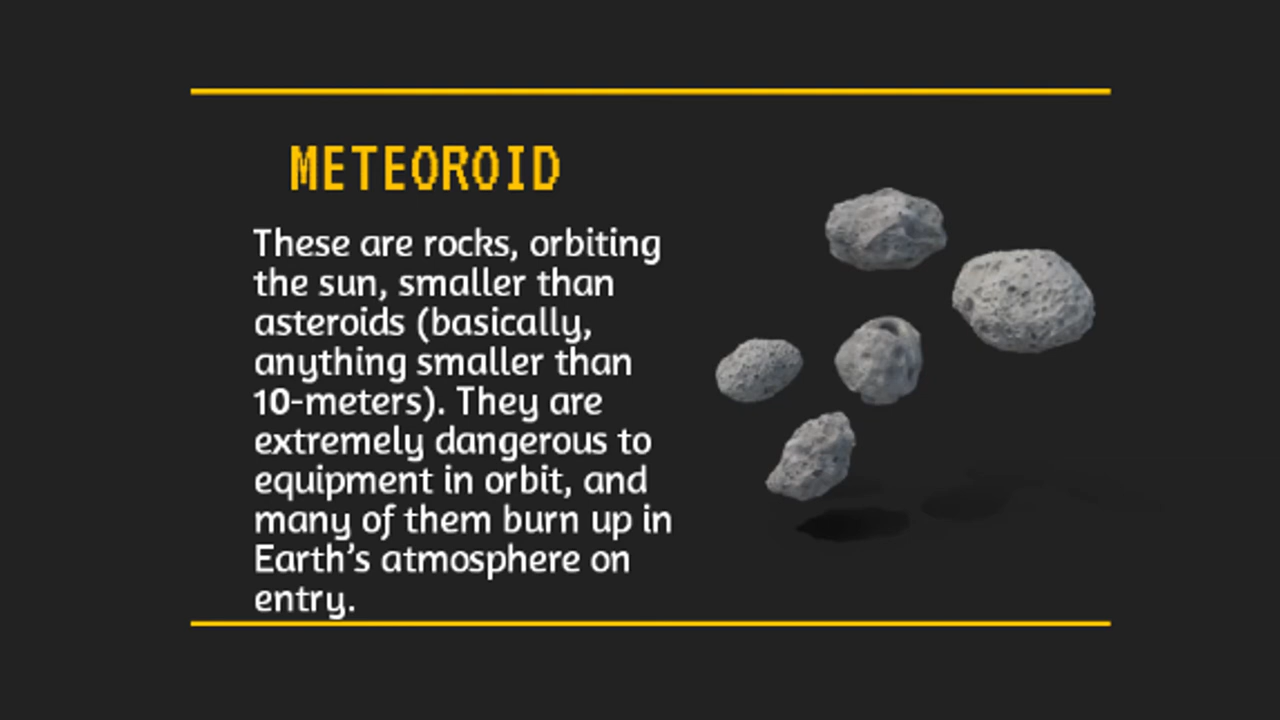 METEOROID
These are rocks, orbiting
the sun, smaller than
asteroids (basically,
anything smaller than
10-meters). They are
extremely dangerous to
equipment in orbit, and
many of them burn up in
Earth’s atmosphere on
entry.